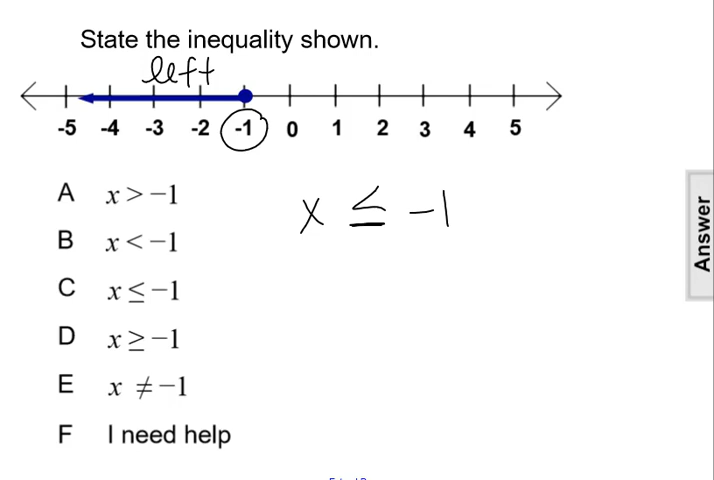 State the inequality shown.
left
-5 -4 -3 -2 -1 0 1 2 3 4 5
A x > −1
x ≤ −1
B x < −1
C x ≤ −1
D x ≥ −1
E x ≠ −1
F I need help
Answer